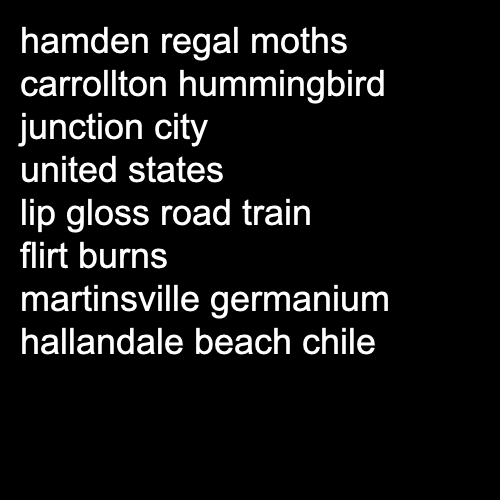 hamden regal moths
carrollton hummingbird
junction city
united states
lip gloss road train
flirt burns
martinsville germanium
hallandale beach chile